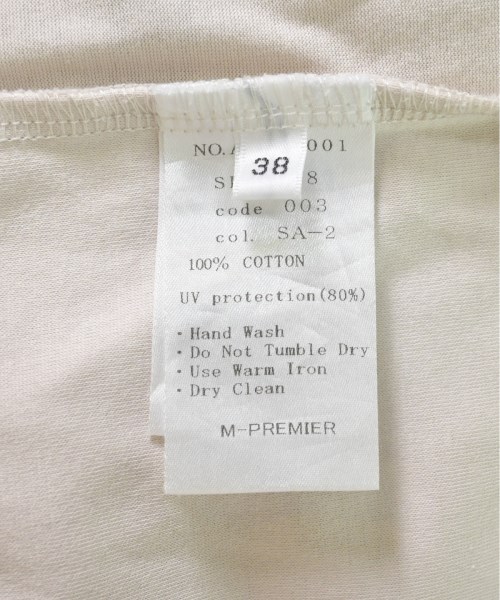 NO. 001
38
8
code 003
col. SA-2
100% COTTON
UV protection(80%)
・Hand Wash
・Do Not Tumble Dry
・Use Warm Iron
・Dry Clean
M-PREMIER